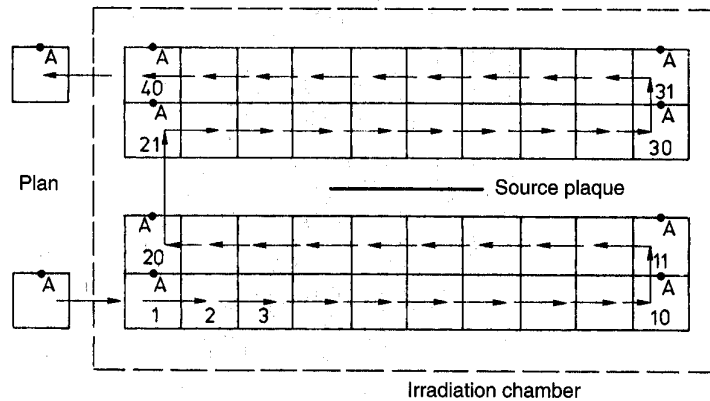 A A A
40 31
A A
21 30
Plan
Source plaque
A A
20 11
A A A
1 2 3 10
Irradiation chamber